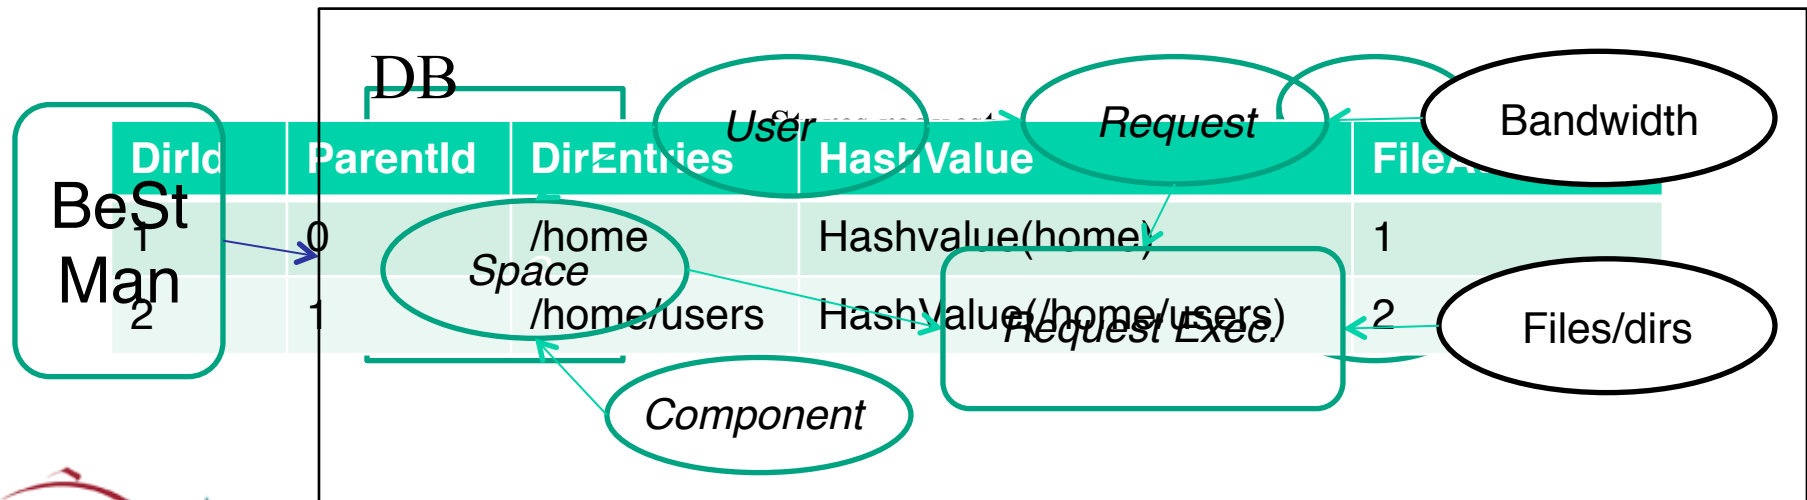 DB
User
Request
Bandwidth
DirId ParentId DirEntries HashValue
BeSt
Man
1 0 /home Hashvalue(home) 1
Space
2 1 /home/users HashValue(/home/users) 2
Request Exec.
Files/dirs
Component